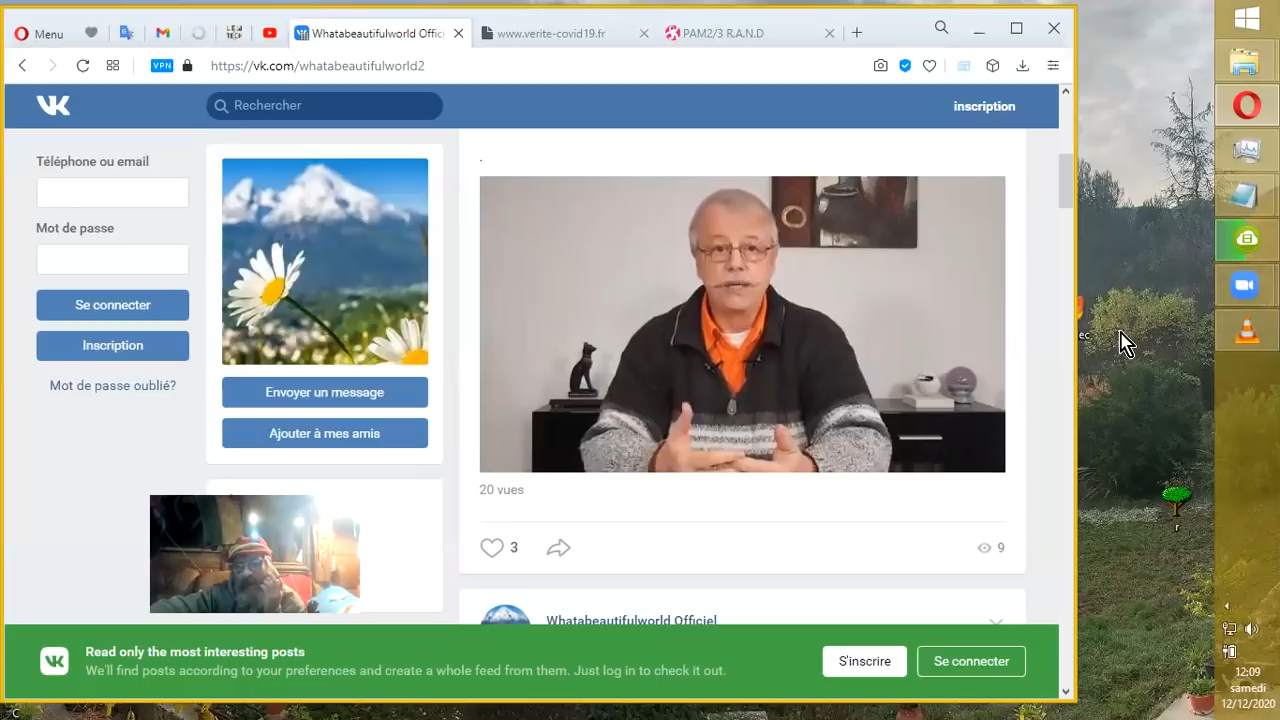 Menu
Whatabeautifulworld Offic
www.verite-covid19.fr
PAM2/3 R.A.N.D
VPN
https://vk.com/whatabeautifulworld2
Rechercher
inscription
Téléphone ou email
Mot de passe
Se connecter
Inscription
Mot de passe oublié?
Envoyer un message
Ajouter à mes amis
.
20 vues
3
9
Whatabeautifulworld Officiel
Read only the most interesting posts
We'll find posts according to your preferences and create a whole feed from them. Just log in to check it out.
S'inscrire
Se connecter
ec
r
C
12:09
samedi
12/12/2020